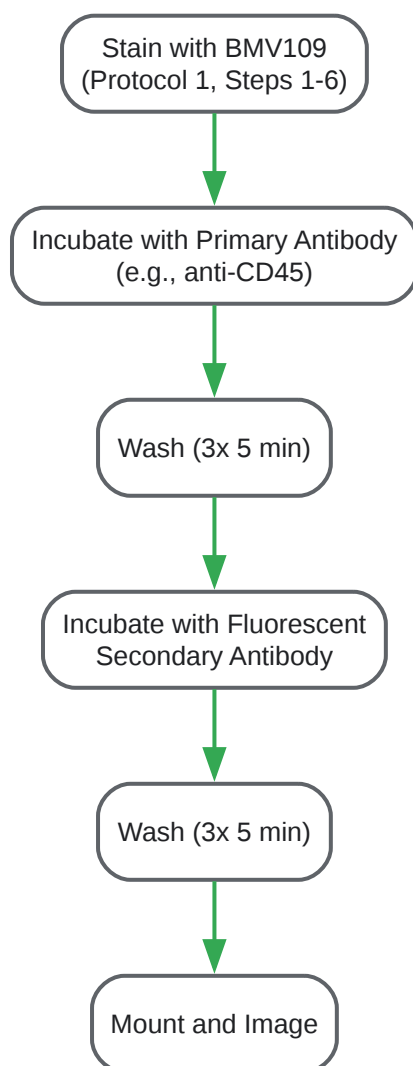 Stain with BMV109
(Protocol 1, Steps 1-6)
Incubate with Primary Antibody
(e.g., anti-CD45)
Wash (3x 5 min)
Incubate with Fluorescent
Secondary Antibody
Wash (3x 5 min)
Mount and Image